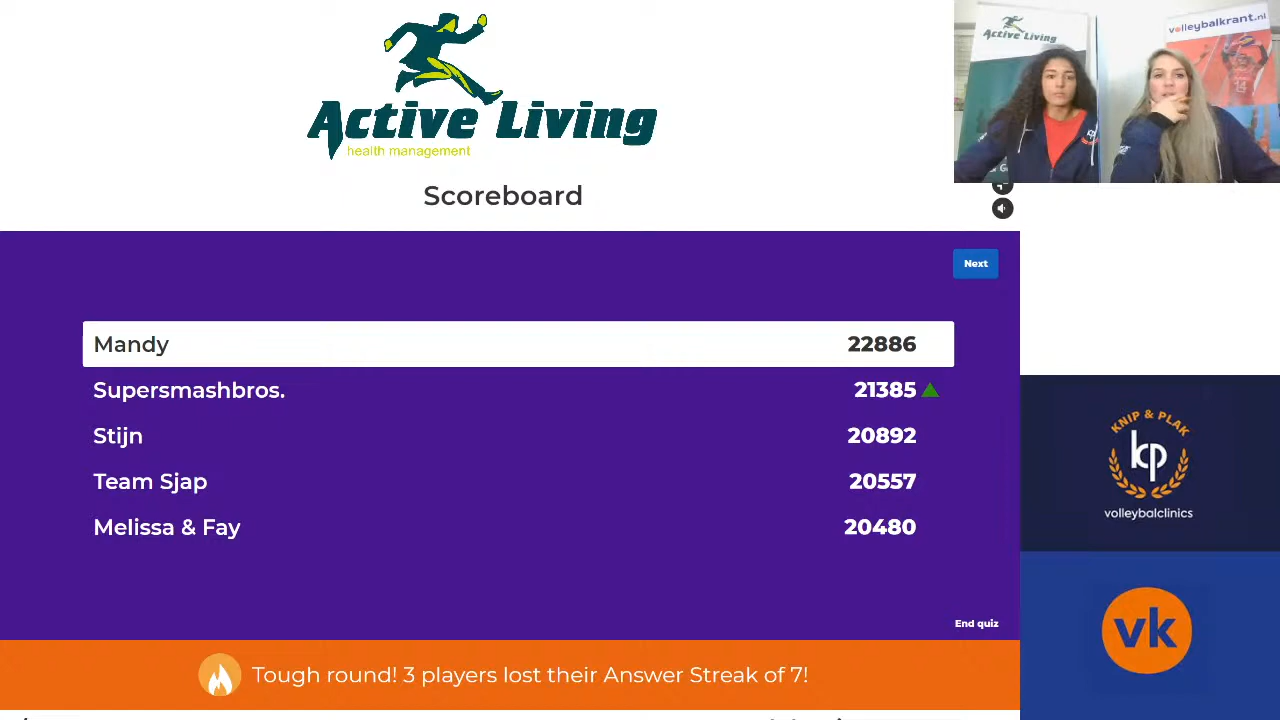 Active Living
health management
Scoreboard
Active Living
volleybalkrant.nl
14
kp
Next
Mandy 22886
Supersmashbros. 21385
Stijn 20892
Team Sjap 20557
Melissa & Fay 20480
End quiz
Tough round! 3 players lost their Answer Streak of 7!
KNIP & PLAK
kp
volleybalclinics
vk